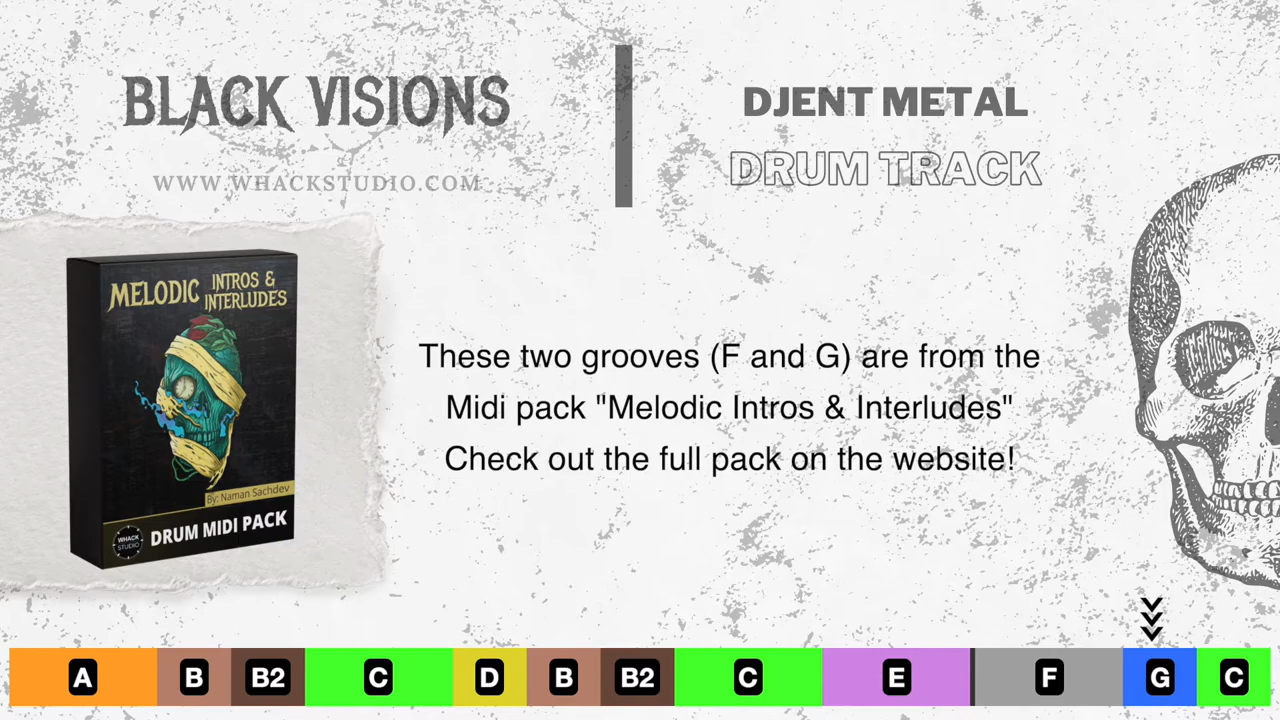 BLACK VISIONS
WWW.WHACKSTUDIO.COM
DJENT METAL
DRUM TRACK
MELODIC INTROS &
INTERLUDES
By: Naman Sachdev
WHACK
STUDIO
DRUM MIDI PACK
These two grooves (F and G) are from the
Midi pack "Melodic Intros & Interludes"
Check out the full pack on the website!
A B B2 C D B B2 C E F G C